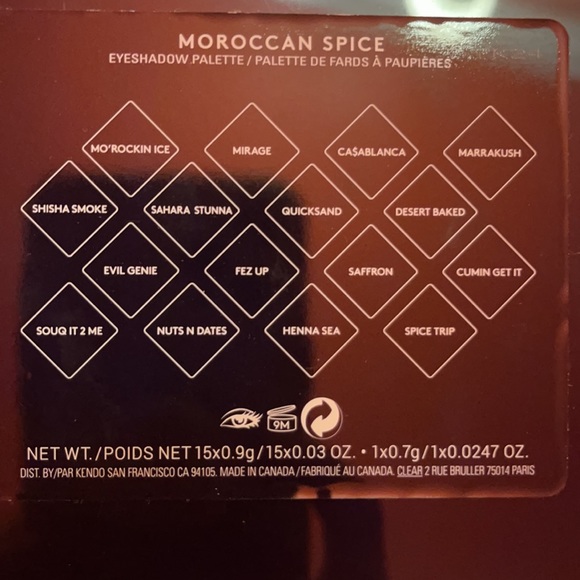 MOROCCAN SPICE
EYESHADOW PALETTE / PALETTE DE FARDS À PAUPIÈRES
MO'ROCKIN ICE MIRAGE CA$ABLANCA MARRAKUSH
SHISHA SMOKE SAHARA STUNNA QUICKSAND DESERT BAKED
EVIL GENIE FEZ UP SAFFRON CUMIN GET IT
SOUQ IT 2 ME NUTS N DATES HENNA SEA SPICE TRIP
9M
NET WT./POIDS NET 15x0.9g/15x0.03 OZ. • 1x0.7g/1x0.0247 OZ.
DIST. BY/PAR KENDO SAN FRANCISCO CA 94105. MADE IN CANADA/FABRIQUÉ AU CANADA. CLEAR 2 RUE BRULLER 75014 PARIS